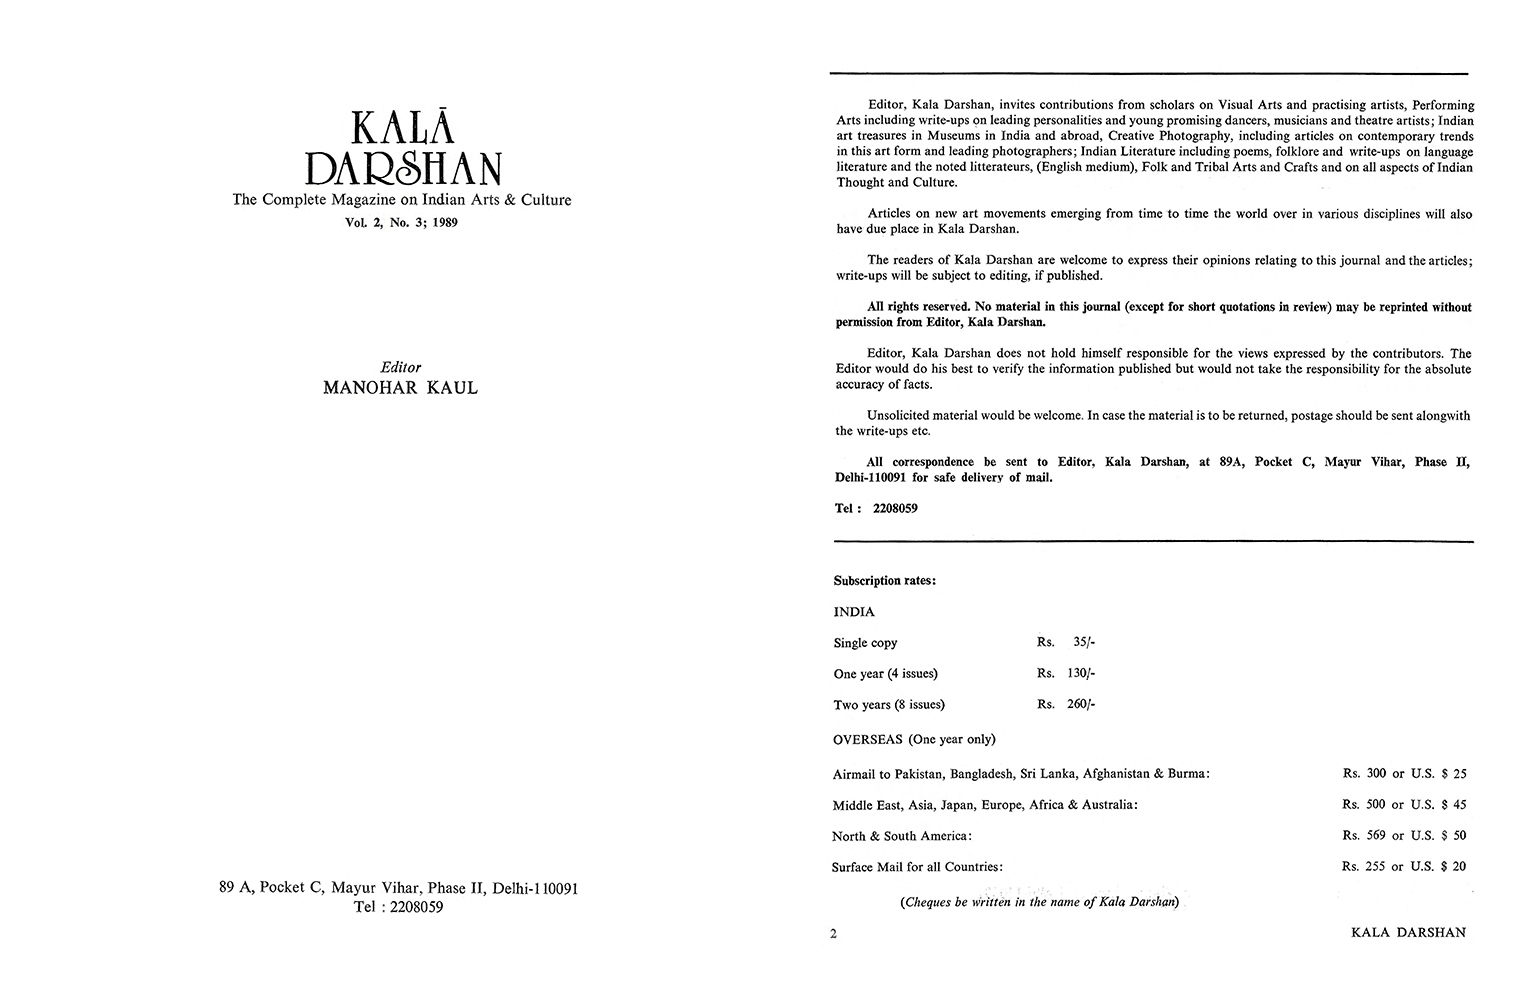 KALĀ
DARSHAN
The Complete Magazine on Indian Arts & Culture
Vol. 2, No. 3; 1989
Editor
MANOHAR KAUL
89 A, Pocket C, Mayur Vihar, Phase II, Delhi-110091
Tel : 2208059
Editor, Kala Darshan, invites contributions from scholars on Visual Arts and practising artists, Performing
Arts including write-ups on leading personalities and young promising dancers, musicians and theatre artists; Indian
art treasures in Museums in India and abroad, Creative Photography, including articles on contemporary trends
in this art form and leading photographers; Indian Literature including poems, folklore and write-ups on language
literature and the noted litterateurs, (English medium), Folk and Tribal Arts and Crafts and on all aspects of Indian
Thought and Culture.
Articles on new art movements emerging from time to time the world over in various disciplines will also
have due place in Kala Darshan.
The readers of Kala Darshan are welcome to express their opinions relating to this journal and the articles;
write-ups will be subject to editing, if published.
All rights reserved. No material in this journal (except for short quotations in review) may be reprinted without
permission from Editor, Kala Darshan.
Editor, Kala Darshan does not hold himself responsible for the views expressed by the contributors. The
Editor would do his best to verify the information published but would not take the responsibility for the absolute
accuracy of facts.
Unsolicited material would be welcome. In case the material is to be returned, postage should be sent alongwith
the write-ups etc.
All correspondence be sent to Editor, Kala Darshan, at 89A, Pocket C, Mayur Vihar, Phase II,
Delhi-110091 for safe delivery of mail.
Tel : 2208059
Subscription rates:
INDIA
Single copy Rs. 35/-
One year (4 issues) Rs. 130/-
Two years (8 issues) Rs. 260/-
OVERSEAS (One year only)
Airmail to Pakistan, Bangladesh, Sri Lanka, Afghanistan & Burma: Rs. 300 or U.S. $ 25
Middle East, Asia, Japan, Europe, Africa & Australia: Rs. 500 or U.S. $ 45
North & South America: Rs. 569 or U.S. $ 50
Surface Mail for all Countries: Rs. 255 or U.S. $ 20
(Cheques be written in the name of Kala Darshan)
2 KALA DARSHAN